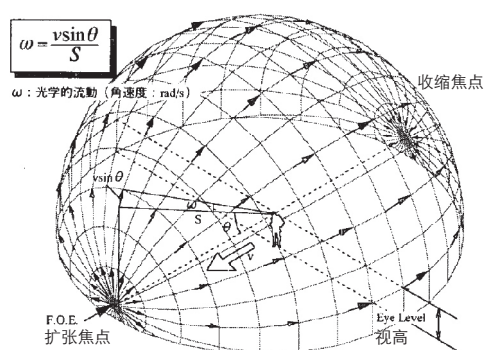 ω = vsinθ / S
ω：光学的流動（角速度：rad/s）
收缩焦点
vsinθ
ω
S
θ
v
F.O.E.
扩张焦点
Eye Level
视高